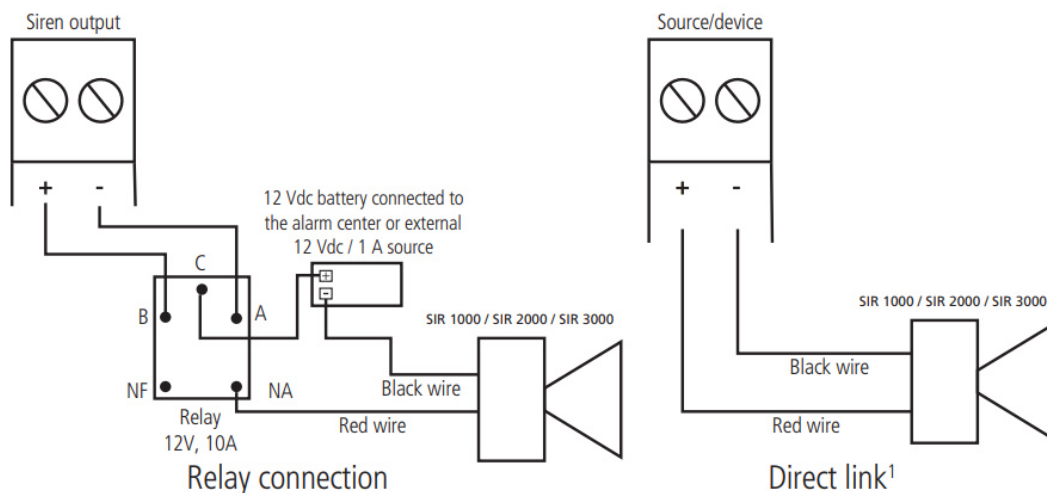 Siren output
+ -
12 Vdc battery connected to
the alarm center or external
12 Vdc / 1 A source
C
+
-
B
A
NF
NA
Relay
12V, 10A
SIR 1000 / SIR 2000 / SIR 3000
Black wire
Red wire
Relay connection
Source/device
+ -
SIR 1000 / SIR 2000 / SIR 3000
Black wire
Red wire
Direct link¹